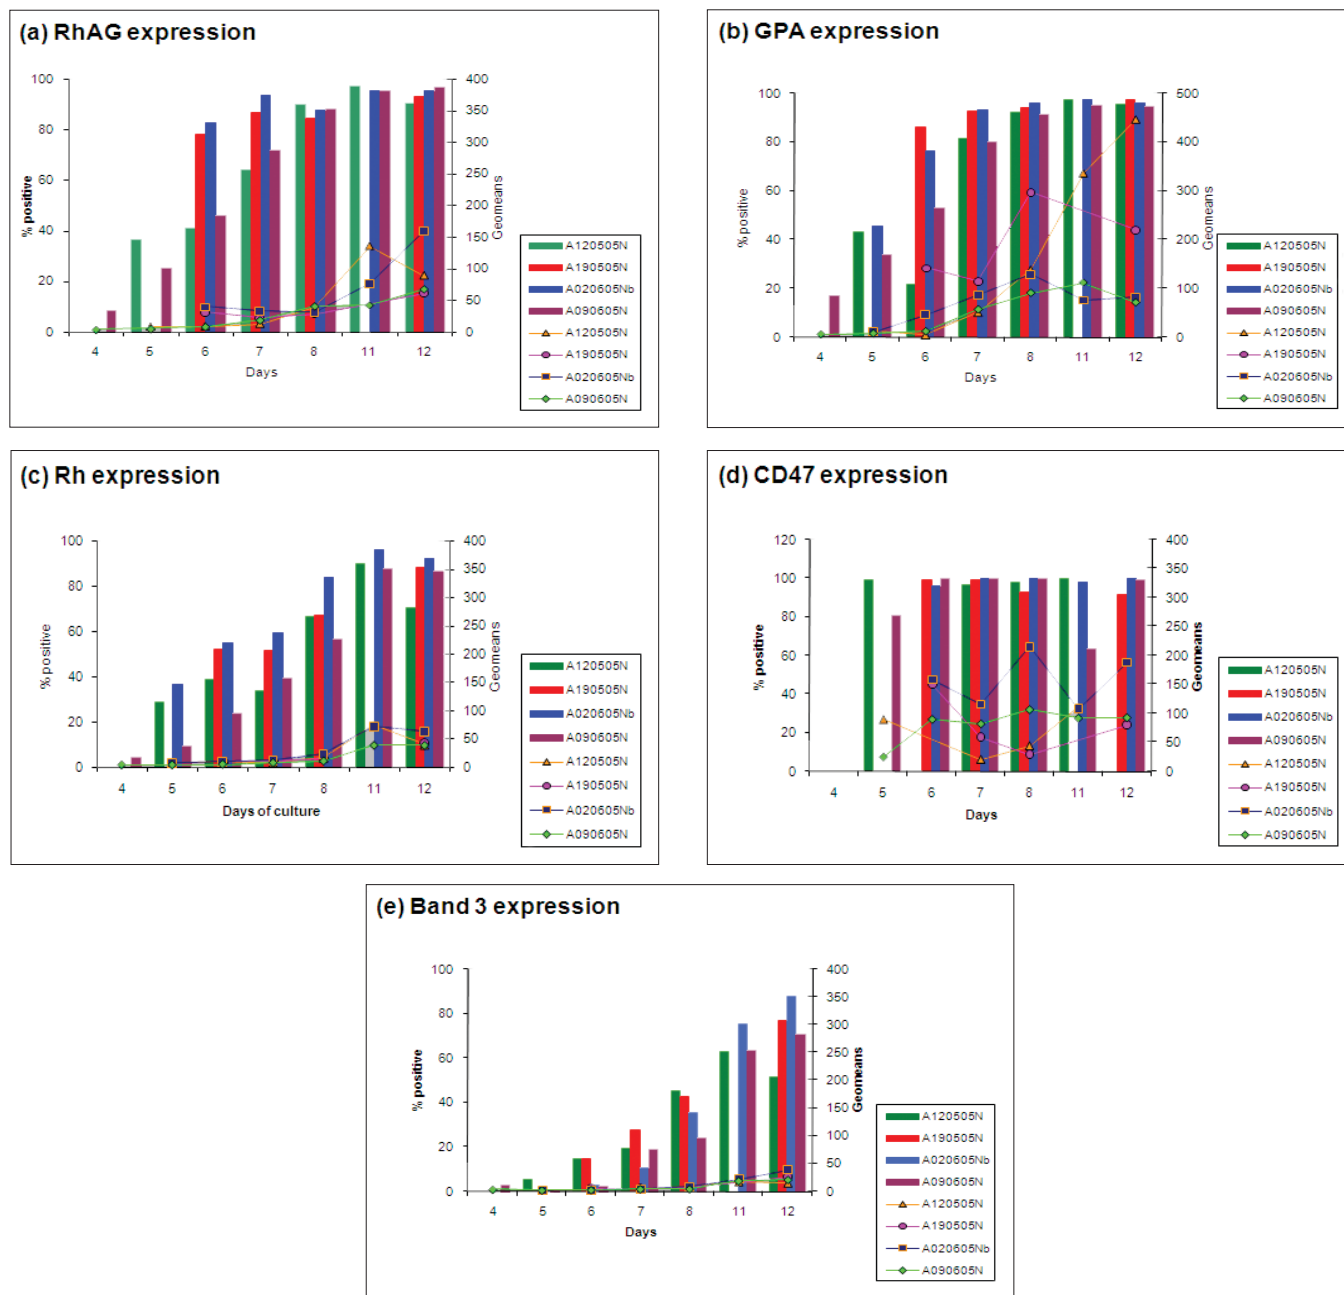 (a) RhAG expression
100
80
60
40
20
0
400
350
300
250
200
150
100
50
0
% positive
Geomeans
4 5 6 7 8 11 12
Days
A120505N
A190505N
A020605Nb
A090605N
A120505N
A190505N
A020605Nb
A090605N
(b) GPA expression
100
80
60
40
20
0
500
400
300
200
100
0
% positive
Geomeans
4 5 6 7 8 11 12
Days
A120505N
A190505N
A020605Nb
A090605N
A120505N
A190505N
A020605Nb
A090605N
(c) Rh expression
100
80
60
40
20
0
400
350
300
250
200
150
100
50
0
% positive
Geomeans
4 5 6 7 8 11 12
Days of culture
A120505N
A190505N
A020605Nb
A090605N
A120505N
A190505N
A020605Nb
A090605N
(d) CD47 expression
120
100
80
60
40
20
0
400
350
300
250
200
150
100
50
0
% positive
Geomeans
4 5 6 7 8 11 12
Days
A120505N
A190505N
A020605Nb
A090605N
A120505N
A190505N
A020605Nb
A090605N
(e) Band 3 expression
100
80
60
40
20
0
400
350
300
250
200
150
100
50
0
% positive
Geomeans
4 5 6 7 8 11 12
Days
A120505N
A190505N
A020605Nb
A090605N
A120505N
A190505N
A020605Nb
A090605N